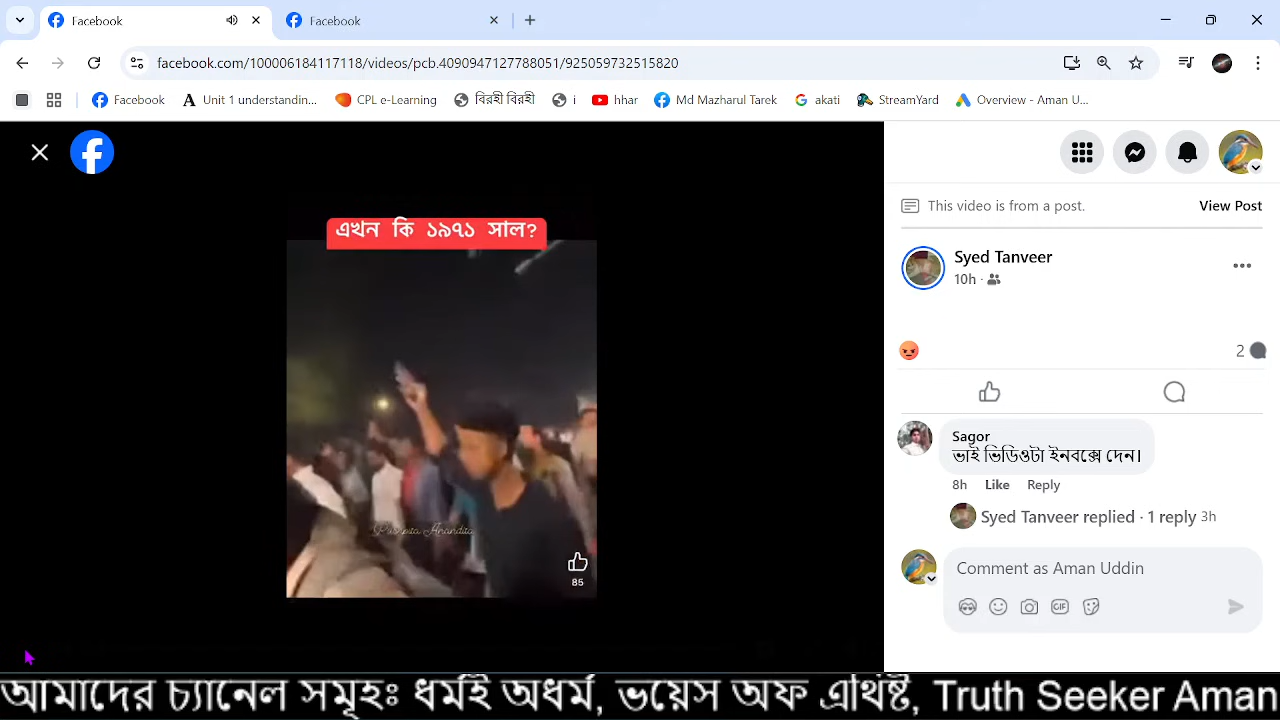 Facebook
Facebook
facebook.com/100006184117118/videos/pcb.4090947127788051/925059732515820
Facebook
Unit 1 understandin...
CPL e-Learning
বিরহী বিরহী
i
hhar
Md Mazharul Tarek
akati
StreamYard
Overview - Aman U...
This video is from a post.
View Post
এখন কি ১৯৭১ সাল?
Syed Tanveer
10h
2
Sagor
ভাই ভিডিওটা ইনবক্সে দেন।
8h Like Reply
Syed Tanveer replied · 1 reply 3h
85
Comment as Aman Uddin
GIF
আমাদের চ্যানেল সমূহঃ ধর্মই অধর্ম, ভয়েস অফ এথিষ্ট, Truth Seeker Aman